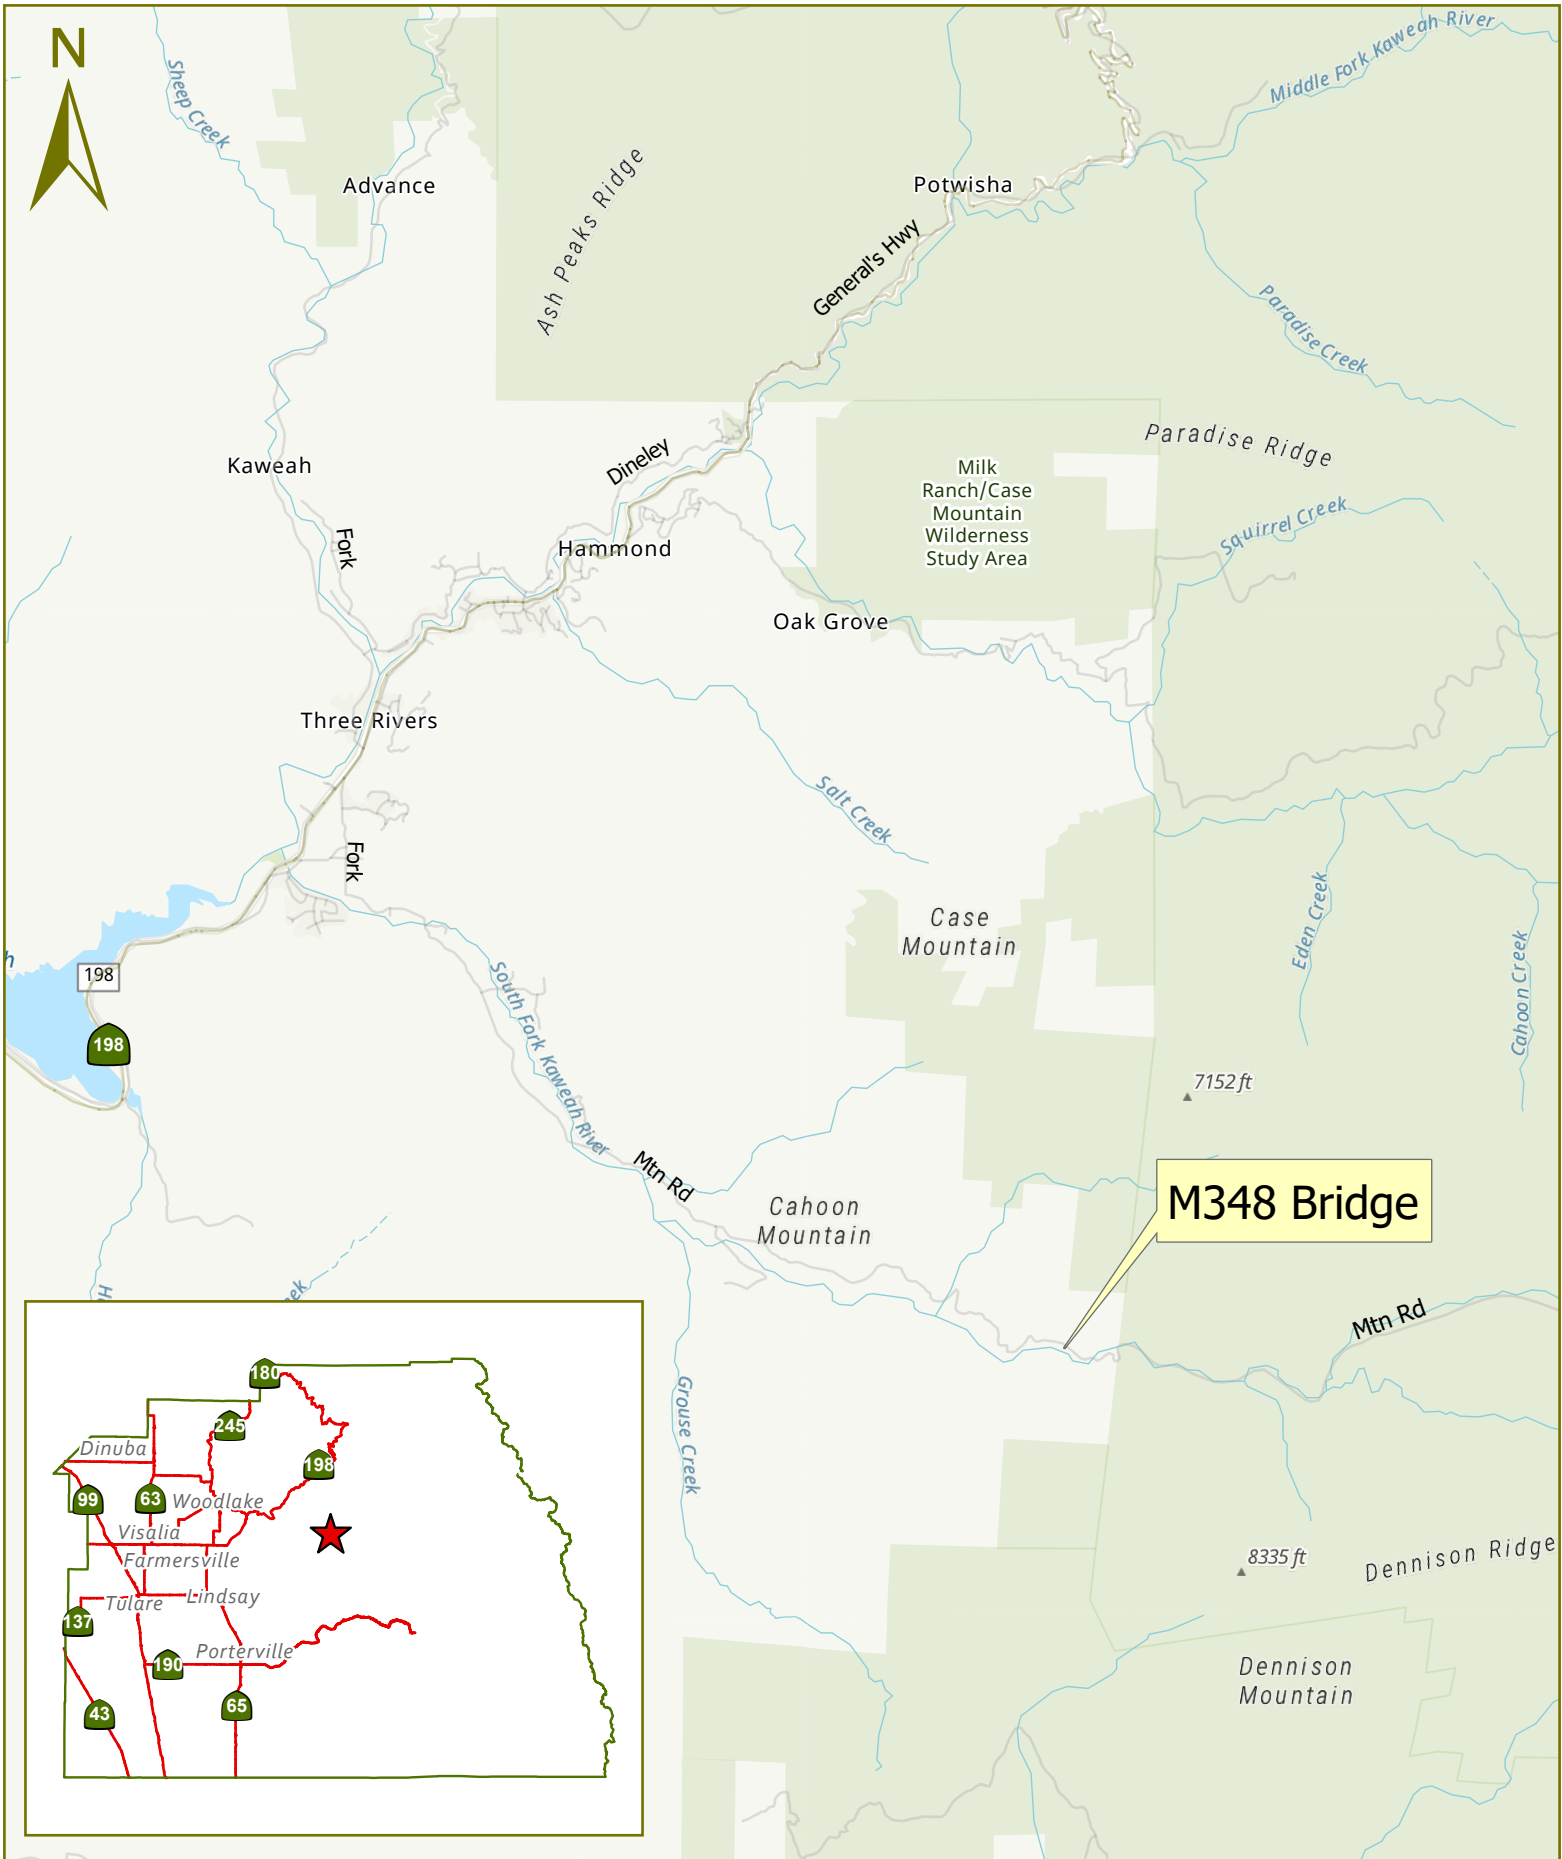 N
Sheep Creek
Middle Fork Kaweah River
Advance
Ash Peaks Ridge
Potwisha
General's Hwy
Paradise Creek
Paradise Ridge
Kaweah
Dineley
Milk
Ranch/Case
Mountain
Wilderness
Study Area
Squirrel Creek
Fork
Hammond
Oak Grove
Three Rivers
Salt Creek
Fork
Case
Mountain
Eden Creek
Cahoon Creek
h
198
198
South Fork Kaweah River
7152 ft
Mtn Rd
M348 Bridge
Cahoon
Mountain
Mtn Rd
Grouse Creek
8335 ft
Dennison Ridge
Dennison
Mountain
eek
180
245
Dinuba
198
99
63
Woodlake
Visalia
Farmersville
Lindsay
Tulare
137
Porterville
190
65
43